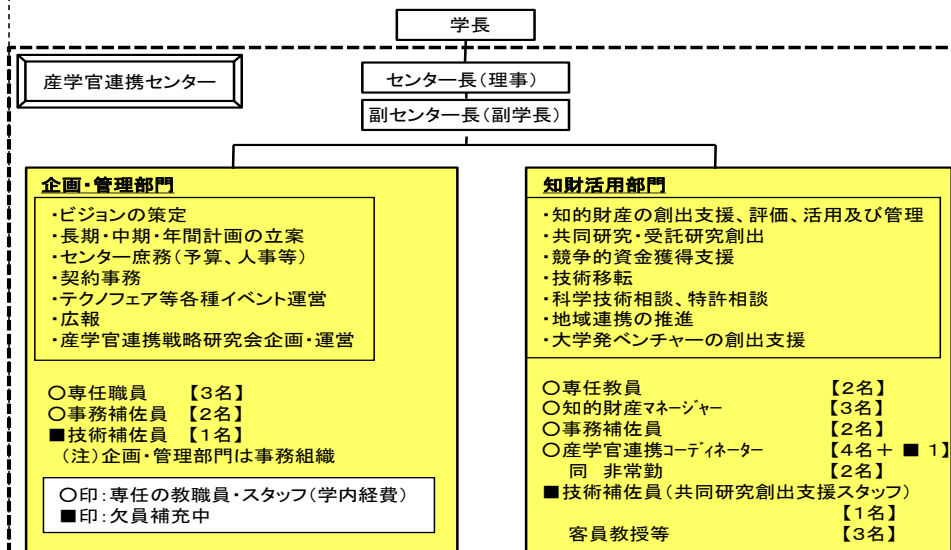 学長
産学官連携センター
センター長(理事)
副センター長(副学長)
企画・管理部門
・ビジョンの策定
・長期・中期・年間計画の立案
・センター庶務(予算、人事等)
・契約事務
・テクノフェア等各種イベント運営
・広報
・産学官連携戦略研究会企画・運営
○専任職員 【3名】
○事務補佐員 【2名】
■技術補佐員 【1名】
(注)企画・管理部門は事務組織
○印:専任の教職員・スタッフ(学内経費)
■印:欠員補充中
知財活用部門
・知的財産の創出支援、評価、活用及び管理
・共同研究・受託研究創出
・競争的資金獲得支援
・技術移転
・科学技術相談、特許相談
・地域連携の推進
・大学発ベンチャーの創出支援
○専任教員 【2名】
○知的財産マネージャー 【3名】
○事務補佐員 【2名】
○産学官連携コーディネーター 【4名+ ■ 1】
同 非常勤 【2名】
■技術補佐員(共同研究創出支援スタッフ)
【1名】
客員教授等 【3名】